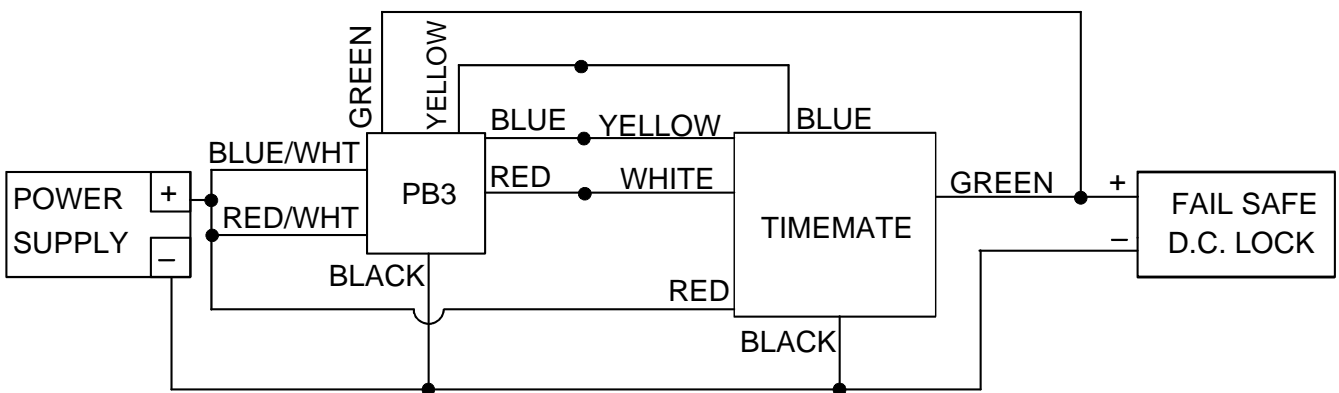 GREEN
YELLOW
BLUE
YELLOW
BLUE
BLUE/WHT
RED
WHITE
GREEN
+
POWER
SUPPLY
+
–
RED/WHT
PB3
TIMEMATE
FAIL SAFE
D.C. LOCK
–
BLACK
RED
BLACK